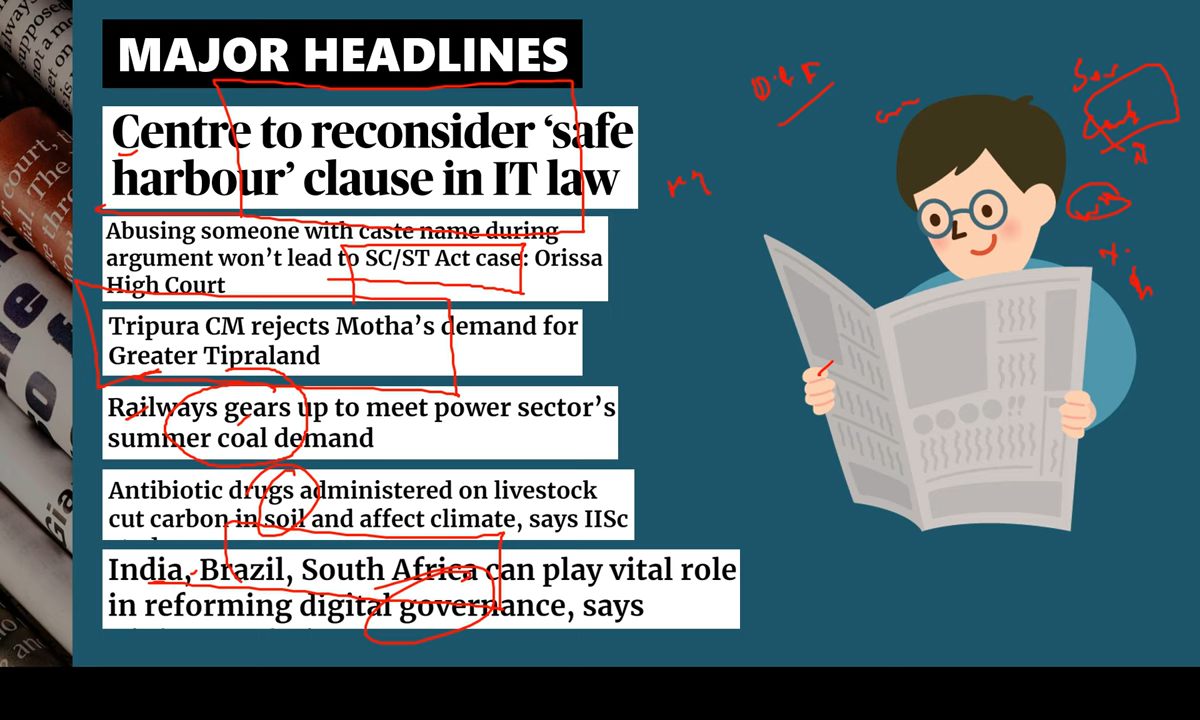 MAJOR HEADLINES
Centre to reconsider ‘safe
harbour’ clause in IT law
Abusing someone with caste name during
argument won’t lead to SC/ST Act case: Orissa
High Court
Tripura CM rejects Motha’s demand for
Greater Tipraland
Railways gears up to meet power sector’s
summer coal demand
Antibiotic drugs administered on livestock
cut carbon in soil and affect climate, says IISc
India, Brazil, South Africa can play vital role
in reforming digital governance, says